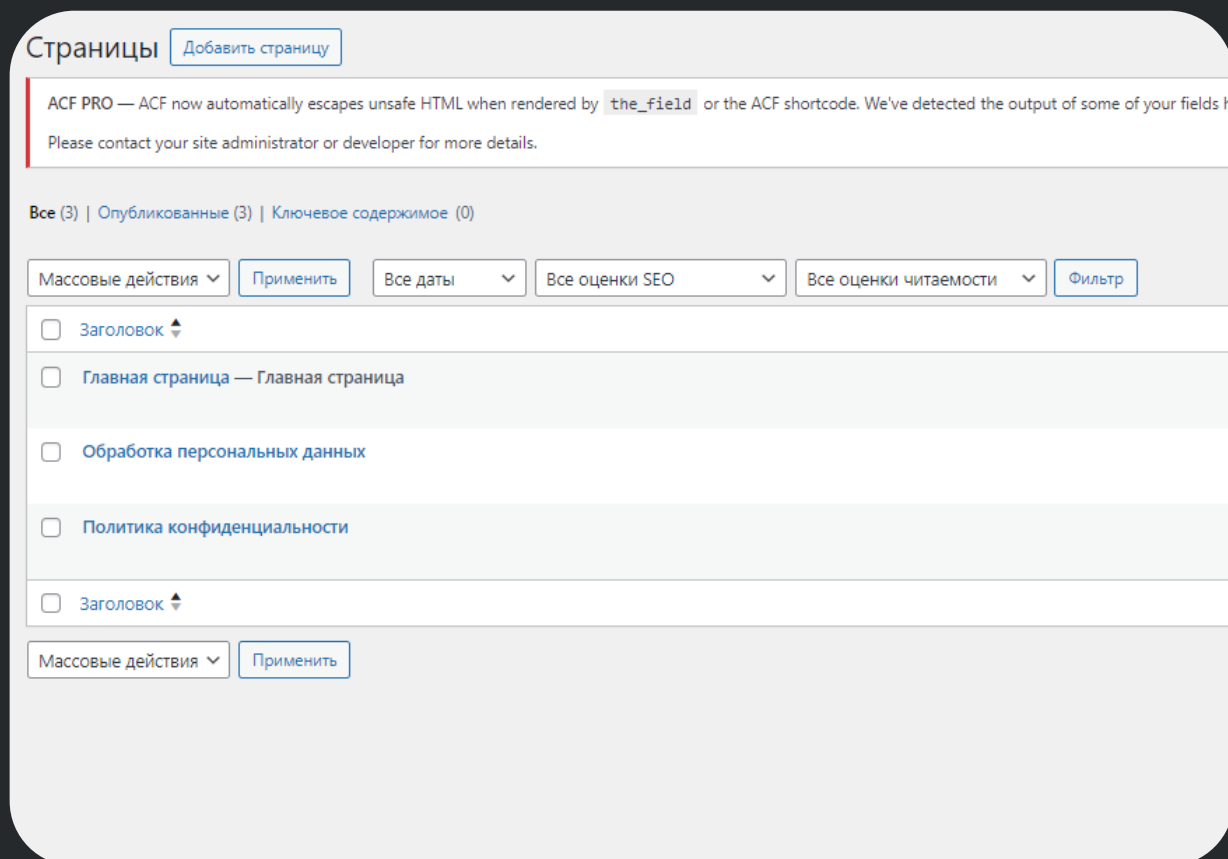 Страницы Добавить страницу
ACF PRO — ACF now automatically escapes unsafe HTML when rendered by the_field or the ACF shortcode. We've detected the output of some of your fields
Please contact your site administrator or developer for more details.
Все (3) | Опубликованные (3) | Ключевое содержимое (0)
Массовые действия Применить Все даты Все оценки SEO Все оценки читаемости Фильтр
Заголовок
Главная страница — Главная страница
Обработка персональных данных
Политика конфиденциальности
Заголовок
Массовые действия Применить